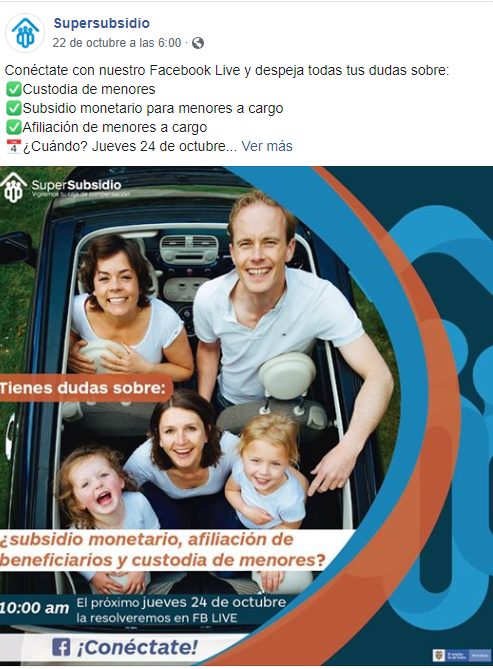 Supersubsidio
22 de octubre a las 6:00 ·
Conéctate con nuestro Facebook Live y despeja todas tus dudas sobre:
✅Custodia de menores
✅Subsidio monetario para menores a cargo
✅Afiliación de menores a cargo
📅¿Cuándo? Jueves 24 de octubre... Ver más
SuperSubsidio
Vigilamos tu caja de compensación
Tienes dudas sobre:
¿subsidio monetario, afiliación de
beneficiarios y custodia de menores?
10:00 am El próximo jueves 24 de octubre
la resolveremos en FB LIVE
¡Conéctate!